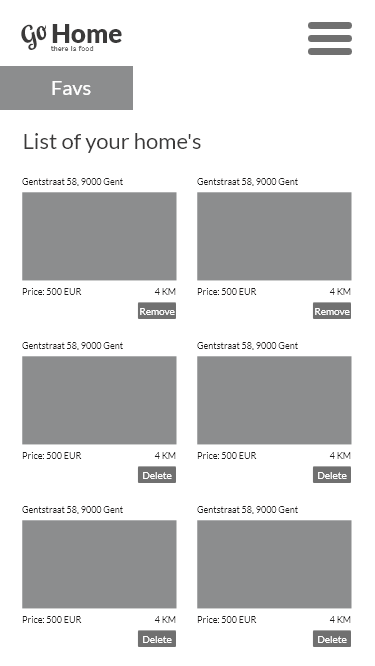 Go Home
there is food
Favs
List of your home's
Gentstraat 58, 9000 Gent Gentstraat 58, 9000 Gent
Price: 500 EUR 4 KM Price: 500 EUR 4 KM
Remove Remove
Gentstraat 58, 9000 Gent Gentstraat 58, 9000 Gent
Price: 500 EUR 4 KM Price: 500 EUR 4 KM
Delete Delete
Gentstraat 58, 9000 Gent Gentstraat 58, 9000 Gent
Price: 500 EUR 4 KM Price: 500 EUR 4 KM
Delete Delete